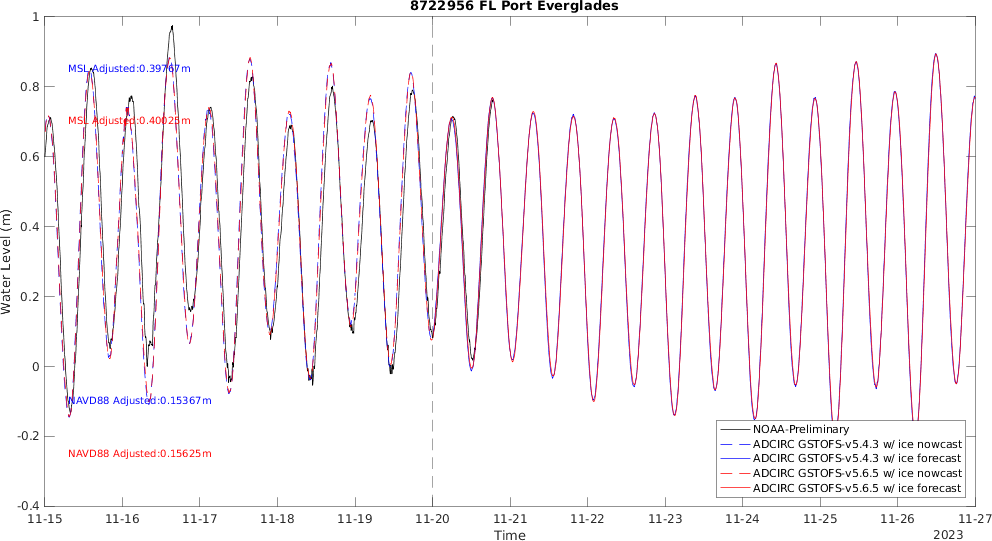 8722956 FL Port Everglades
1
0.8
0.6
0.4
0.2
0
-0.2
-0.4
Water Level (m)
MSL Adjusted:0.39767m
MSL Adjusted:0.40025m
NAVD88 Adjusted:0.15367m
NAVD88 Adjusted:0.15625m
NOAA-Preliminary
ADCIRC GSTOFS-v5.4.3 w/ ice nowcast
ADCIRC GSTOFS-v5.4.3 w/ ice forecast
ADCIRC GSTOFS-v5.6.5 w/ ice nowcast
ADCIRC GSTOFS-v5.6.5 w/ ice forecast
11-15 11-16 11-17 11-18 11-19 11-20 11-21 11-22 11-23 11-24 11-25 11-26 11-27
Time
2023